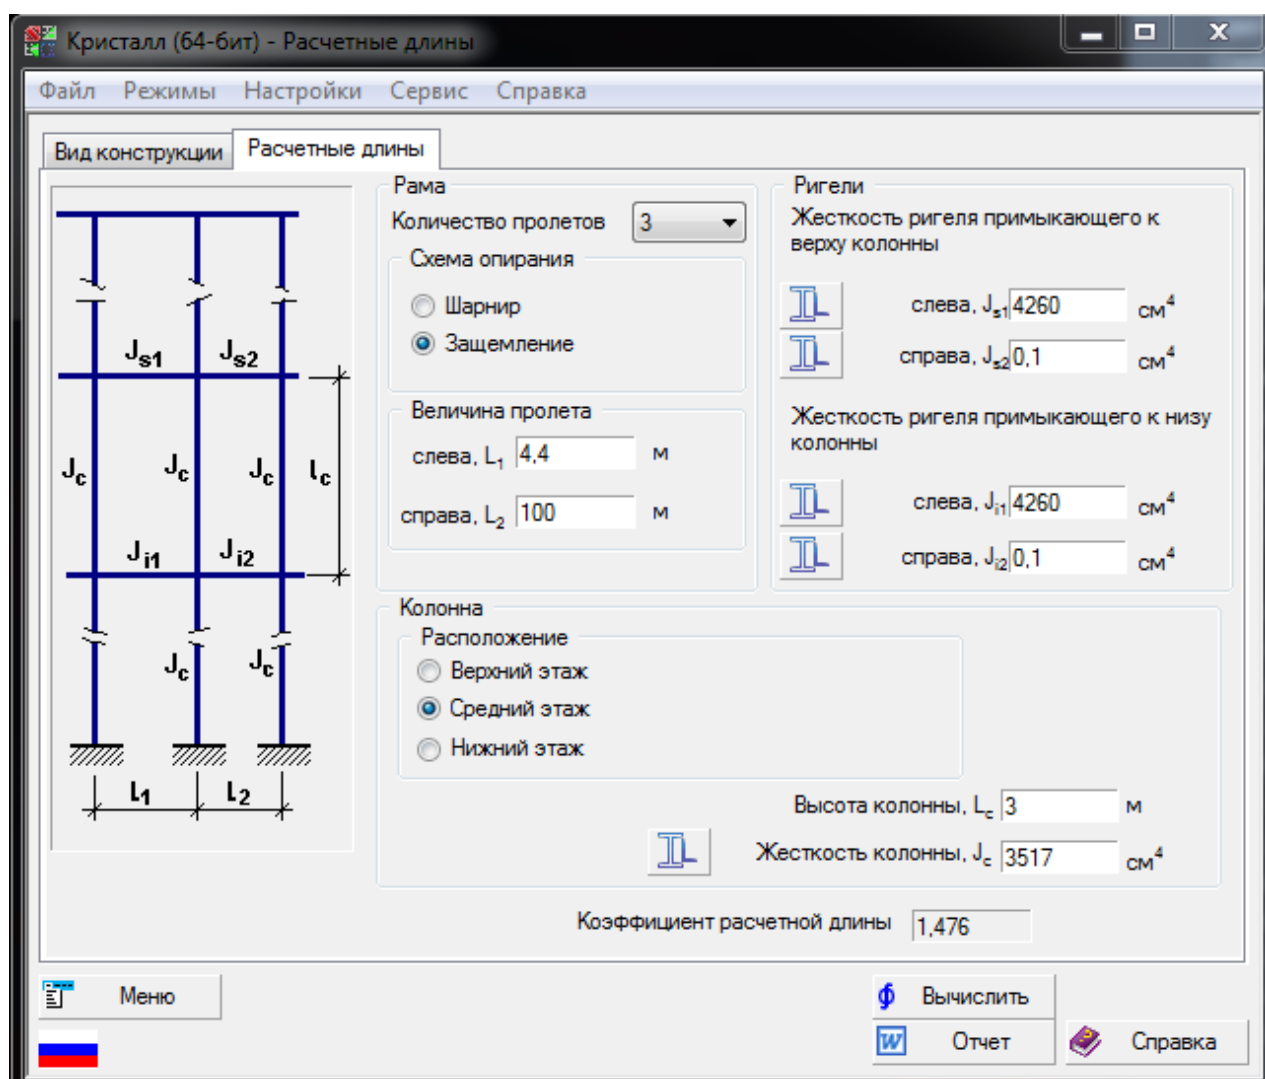 Кристалл (64-бит) - Расчетные длины
Файл Режимы Настройки Сервис Справка
Вид конструкции Расчетные длины
Рама
Количество пролетов 3
Схема опирания
Шарнир
Защемление
Величина пролета
слева, L1 4,4 м
справа, L2 100 м
Ригели
Жесткость ригеля примыкающего к
верху колонны
слева, Js1 4260 см4
справа, Js2 0,1 см4
Жесткость ригеля примыкающего к низу
колонны
слева, Ji1 4260 см4
справа, Ji2 0,1 см4
Js1 Js2
Jc Jc Jc lc
Ji1 Ji2
Jc Jc
l1 l2
Колонна
Расположение
Верхний этаж
Средний этаж
Нижний этаж
Высота колонны, Lc 3 м
Жесткость колонны, Jc 3517 см4
Коэффициент расчетной длины 1,476
Меню Вычислить
Отчет Справка